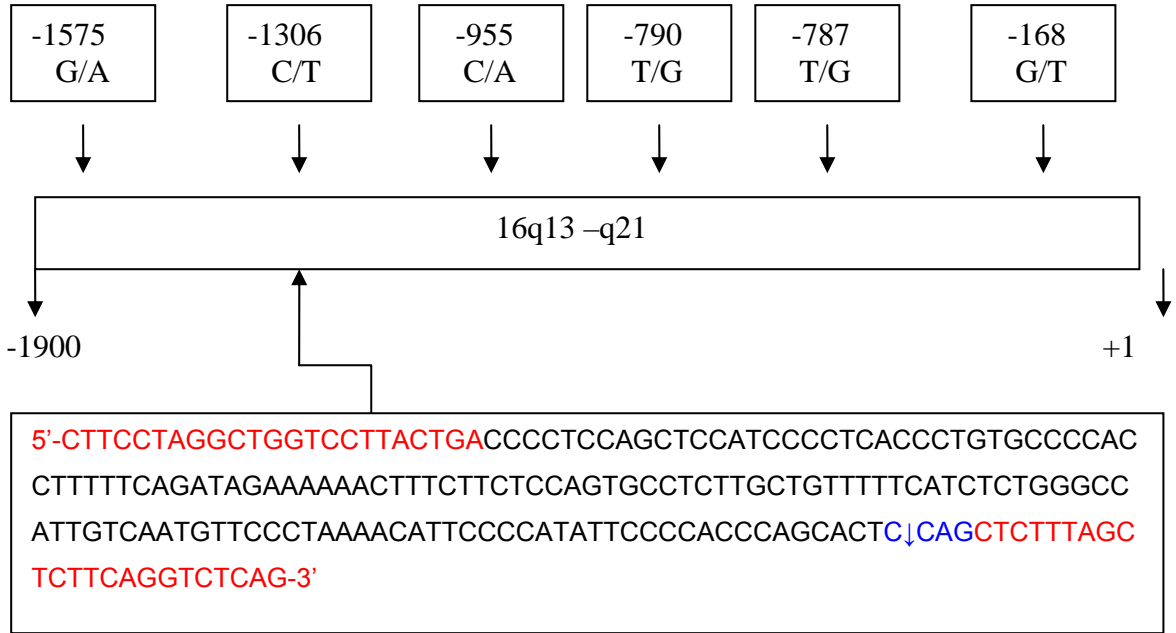 -1575 -1306 -955 -790 -787 -168
G/A C/T C/A T/G T/G G/T
16q13 –q21
-1900 +1
5’-CTTCCTAGGCTGGTCCTTACTGACCCCTCCAGCTCCATCCCCTCACCCTGTGCCCCAC
CTTTTTCAGATAGAAAAAACTTTCTTCTCCAGTGCCTCTTGCTGTTTTTCATCTCTGGGCC
ATTGTCAATGTTCCCTAAAACATTCCCCATATTCCCCACCCAGCACTC↓CAGCTCTTTAGC
TCTTCAGGTCTCAG-3’